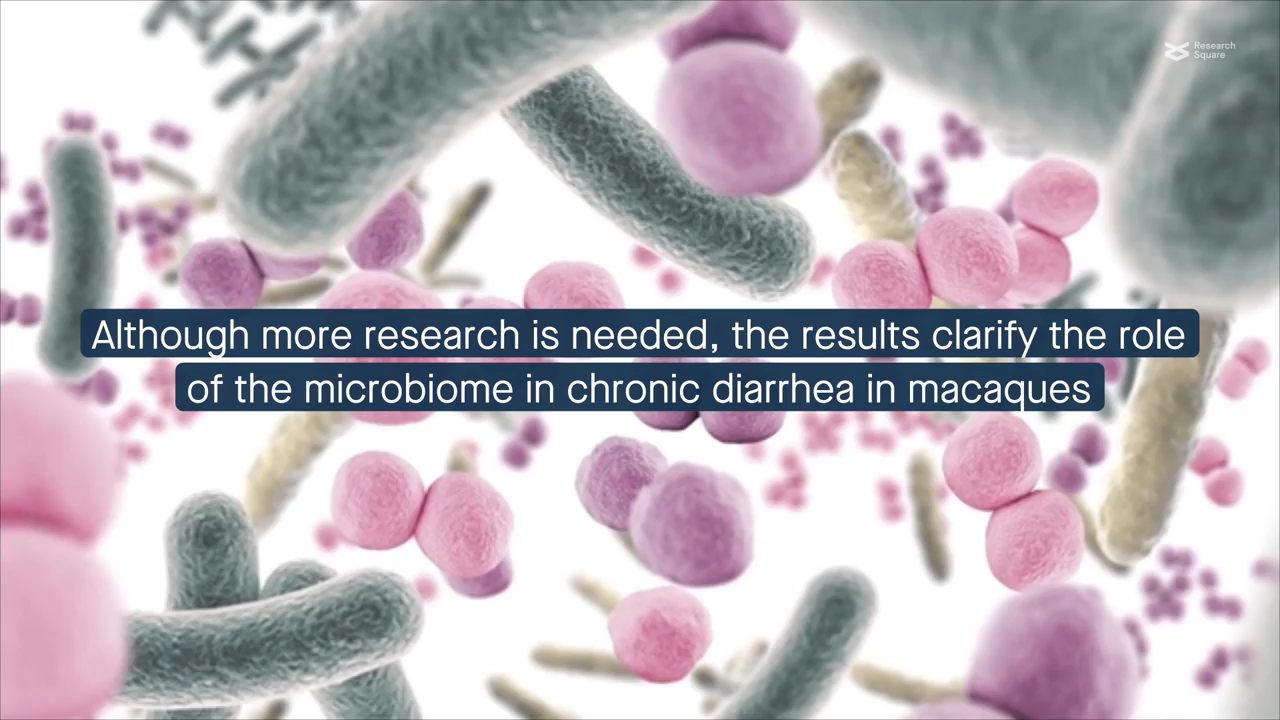 Research
Square
Although more research is needed, the results clarify the role
of the microbiome in chronic diarrhea in macaques